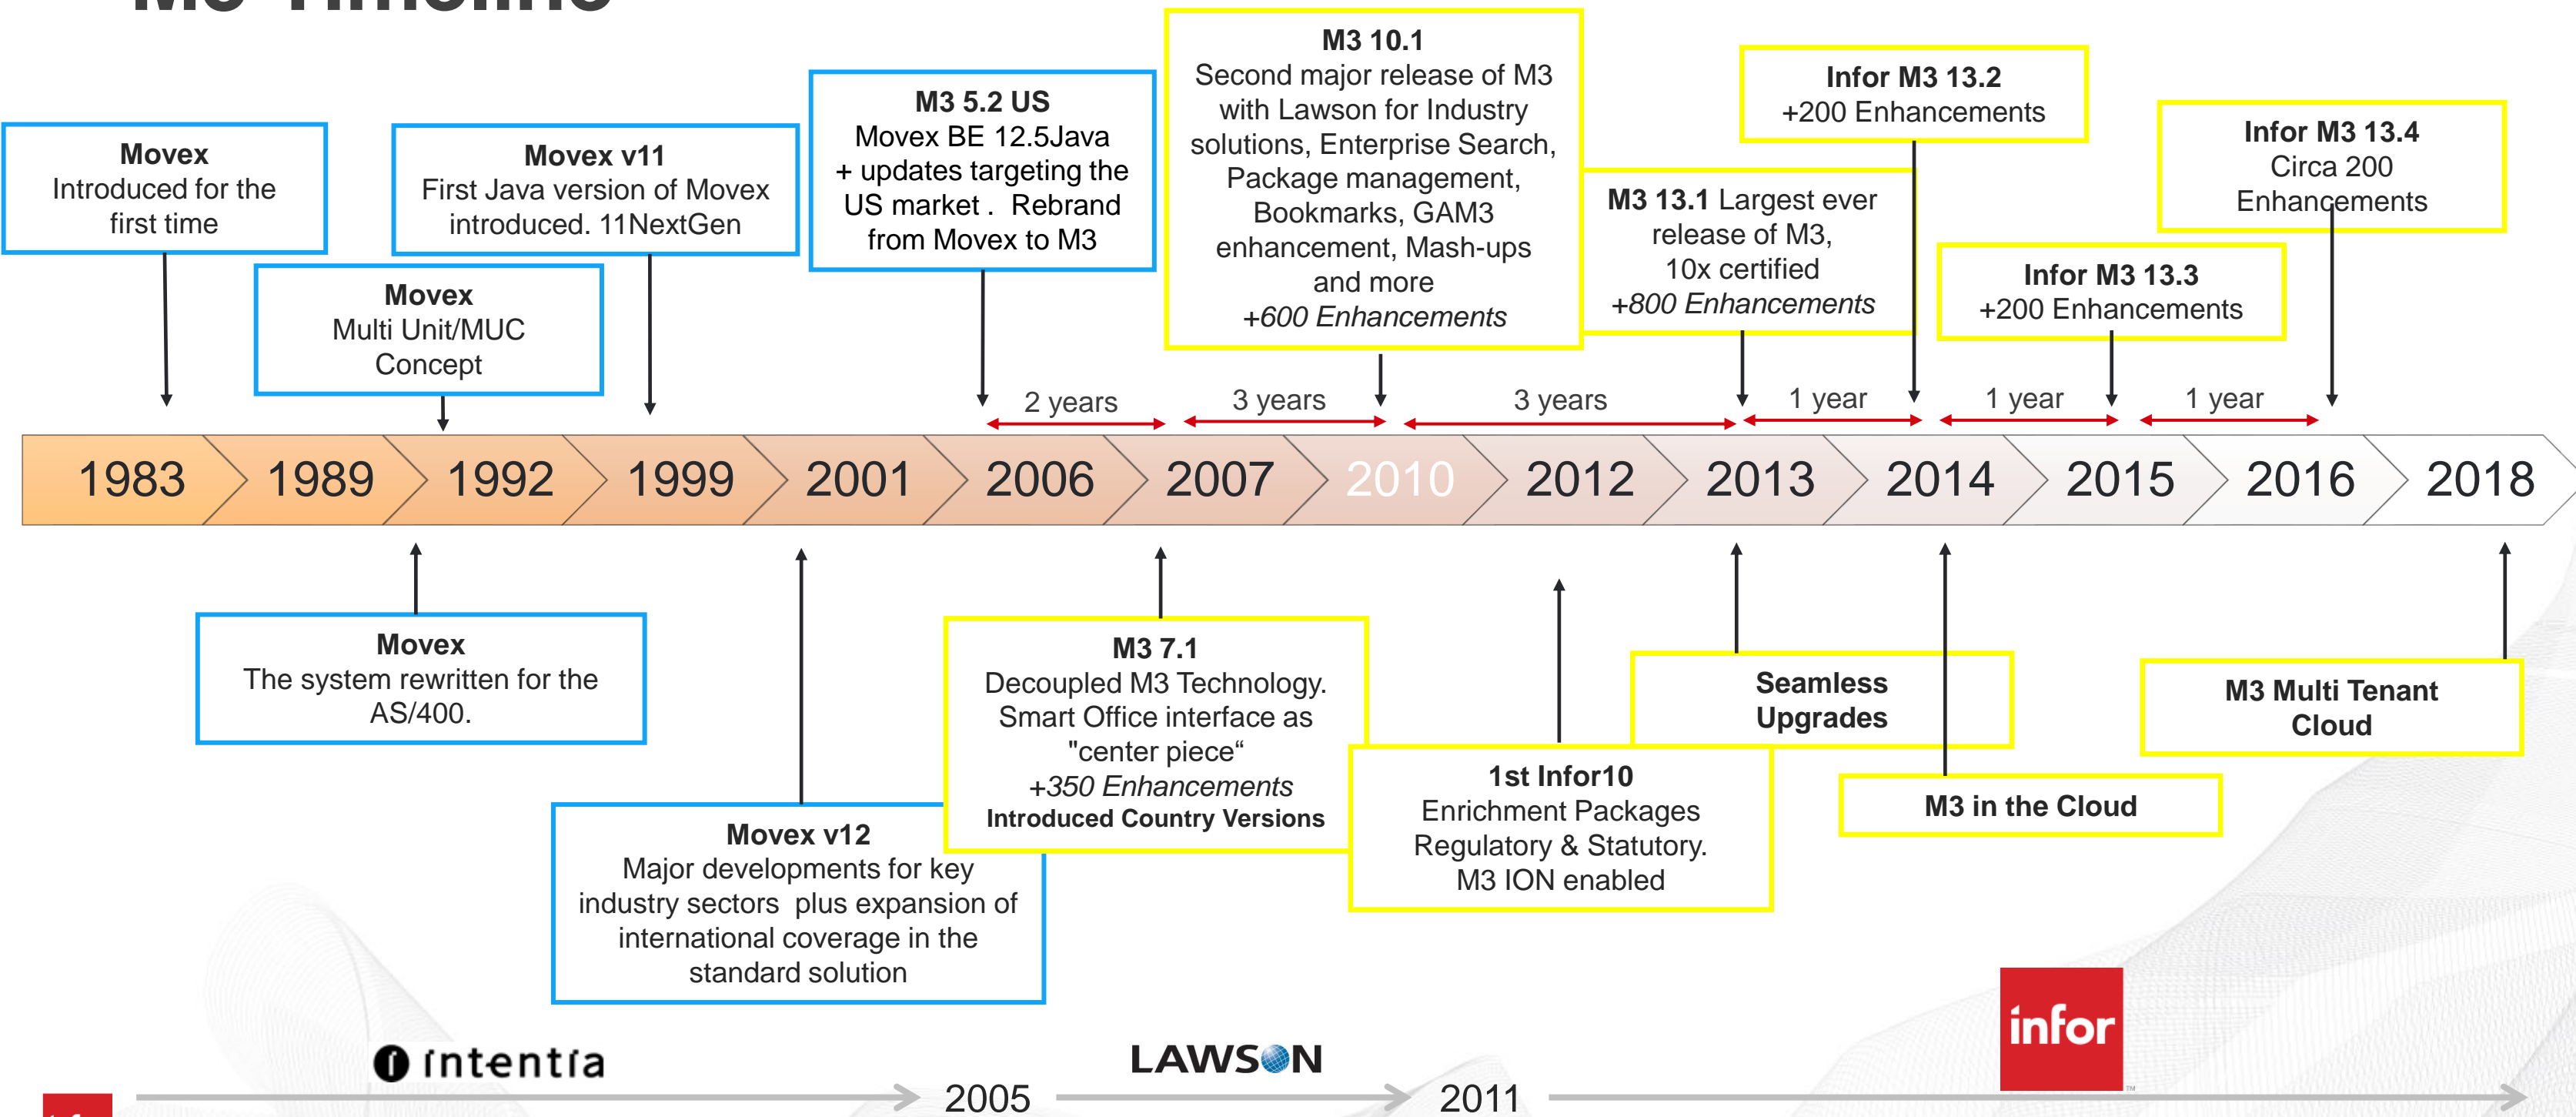 M3 Timeline
Movex
Introduced for the
first time
Movex
Multi Unit/MUC
Concept
Movex v11
First Java version of Movex
introduced. 11NextGen
M3 5.2 US
Movex BE 12.5Java
+ updates targeting the
US market .  Rebrand
from Movex to M3
M3 10.1
Second major release of M3
with Lawson for Industry
solutions, Enterprise Search,
Package management,
Bookmarks, GAM3
enhancement, Mash-ups
and more
+600 Enhancements
M3 13.1 Largest ever
release of M3,
10x certified
+800 Enhancements
Infor M3 13.2
+200 Enhancements
Infor M3 13.3
+200 Enhancements
Infor M3 13.4
Circa 200
Enhancements
2 years
3 years
3 years
1 year
1 year
1 year
1983
1989
1992
1999
2001
2006
2007
2010
2012
2013
2014
2015
2016
2018
Movex
The system rewritten for the
AS/400.
Movex v12
Major developments for key
industry sectors  plus expansion of
international coverage in the
standard solution
M3 7.1
Decoupled M3 Technology.
Smart Office interface as
"center piece“
+350 Enhancements
Introduced Country Versions
1st Infor10
Enrichment Packages
Regulatory & Statutory.
M3 ION enabled
Seamless
Upgrades
M3 in the Cloud
M3 Multi Tenant
Cloud
intentia
LAWSON
infor
TM
2005
2011